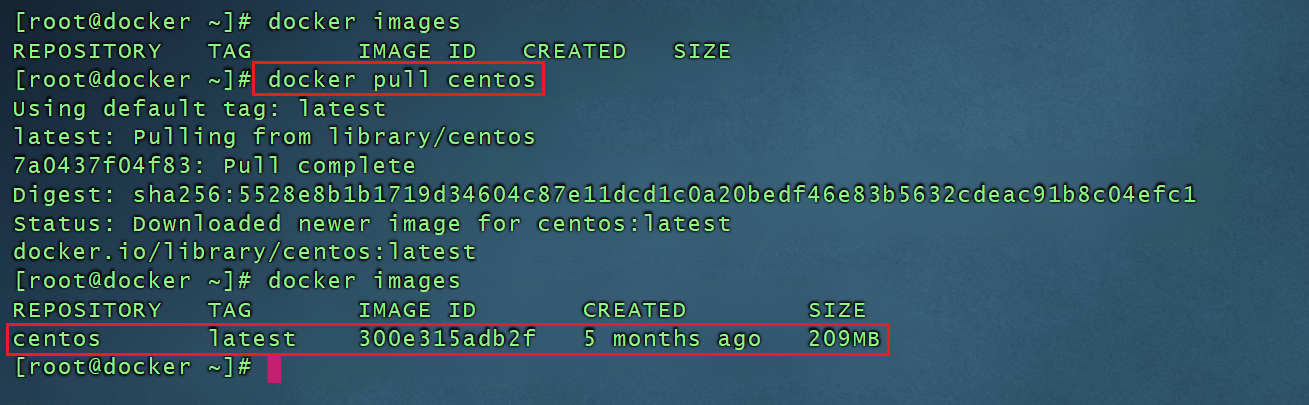 [root@docker ~]# docker images
REPOSITORY   TAG       IMAGE ID   CREATED   SIZE
[root@docker ~]# docker pull centos
Using default tag: latest
latest: Pulling from library/centos
7a0437f04f83: Pull complete
Digest: sha256:5528e8b1b1719d34604c87e11dcd1c0a20bedf46e83b5632cdeac91b8c04efc1
Status: Downloaded newer image for centos:latest
docker.io/library/centos:latest
[root@docker ~]# docker images
REPOSITORY   TAG       IMAGE ID       CREATED        SIZE
centos       latest    300e315adb2f   5 months ago   209MB
[root@docker ~]#